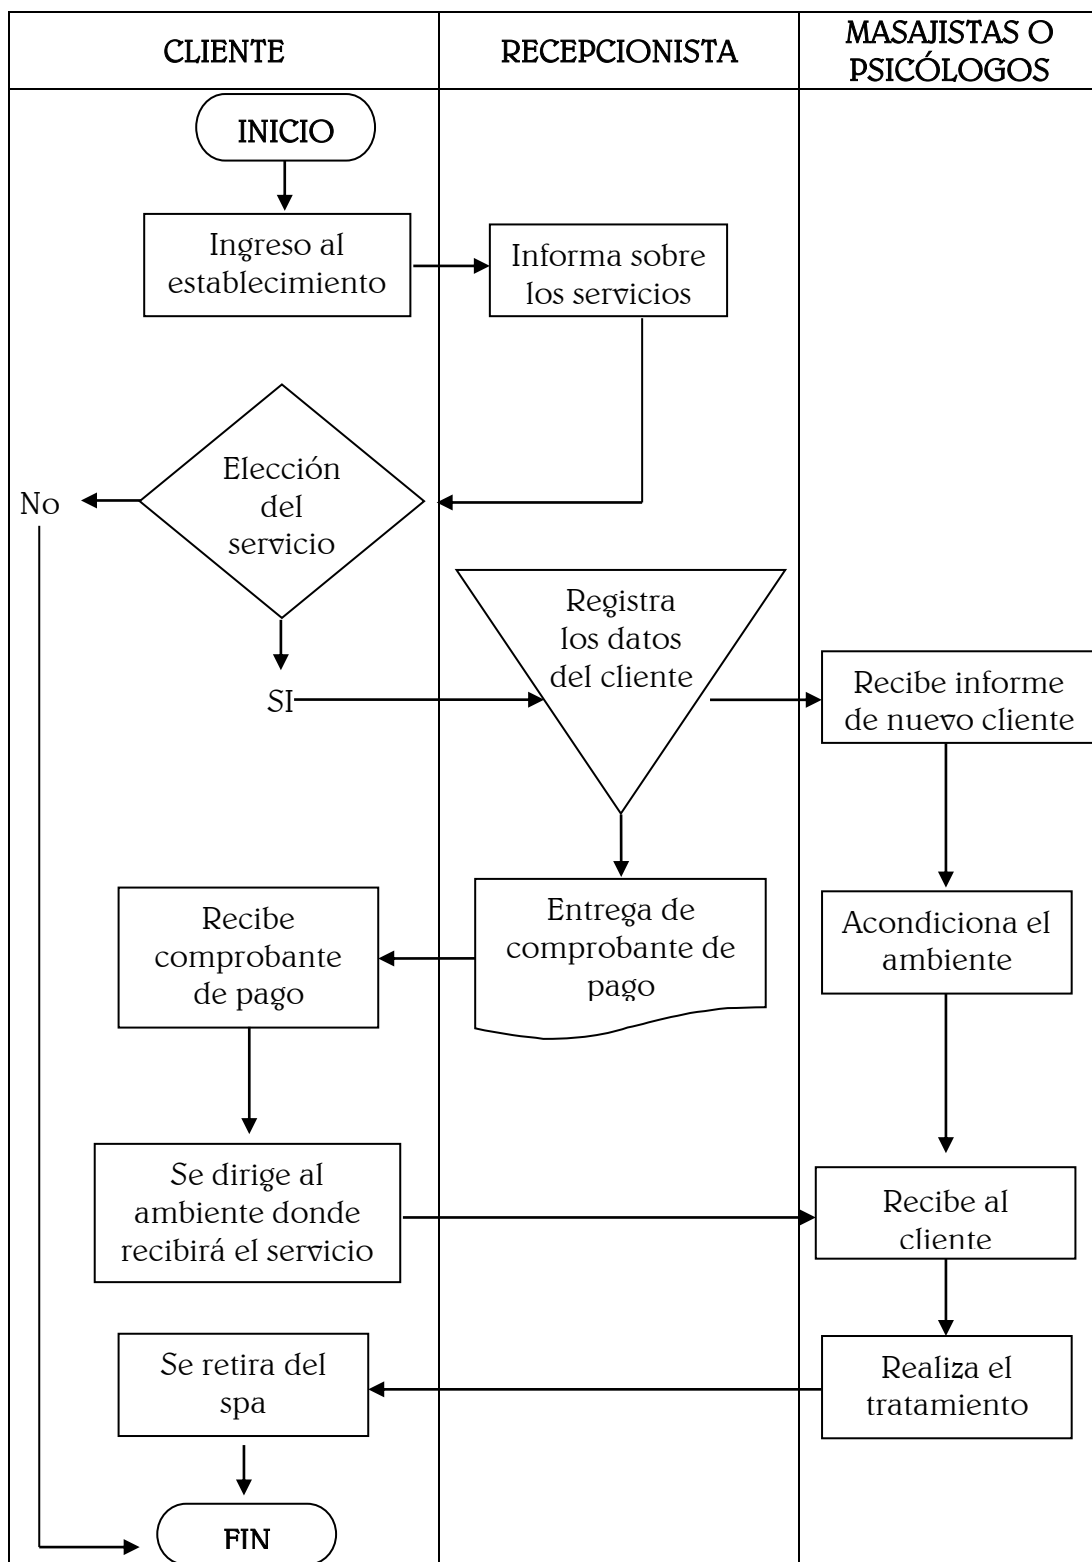 CLIENTE
RECEPCIONISTA
MASAJISTAS O
PSICÓLOGOS
INICIO
Ingreso al
establecimiento
Informa sobre
los servicios
Elección
del
servicio
No
SI
Registra
los datos
del cliente
Recibe informe
de nuevo cliente
Recibe
comprobante
de pago
Entrega de
comprobante de
pago
Acondiciona el
ambiente
Se dirige al
ambiente donde
recibirá el servicio
Recibe al
cliente
Se retira del
spa
Realiza el
tratamiento
FIN